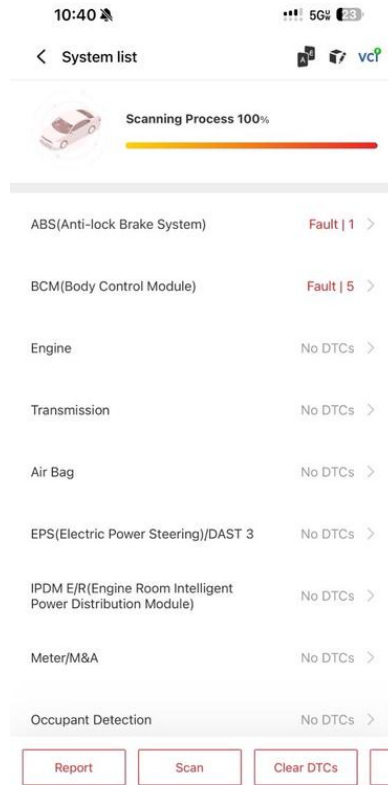 10:40
5G 23
System list
A B VCI
Scanning Process 100%
ABS(Anti-lock Brake System) Fault | 1
BCM(Body Control Module) Fault | 5
Engine No DTCs
Transmission No DTCs
Air Bag No DTCs
EPS(Electric Power Steering)/DAST 3 No DTCs
IPDM E/R(Engine Room Intelligent
Power Distribution Module) No DTCs
Meter/M&A No DTCs
Occupant Detection No DTCs
Report Scan Clear DTCs